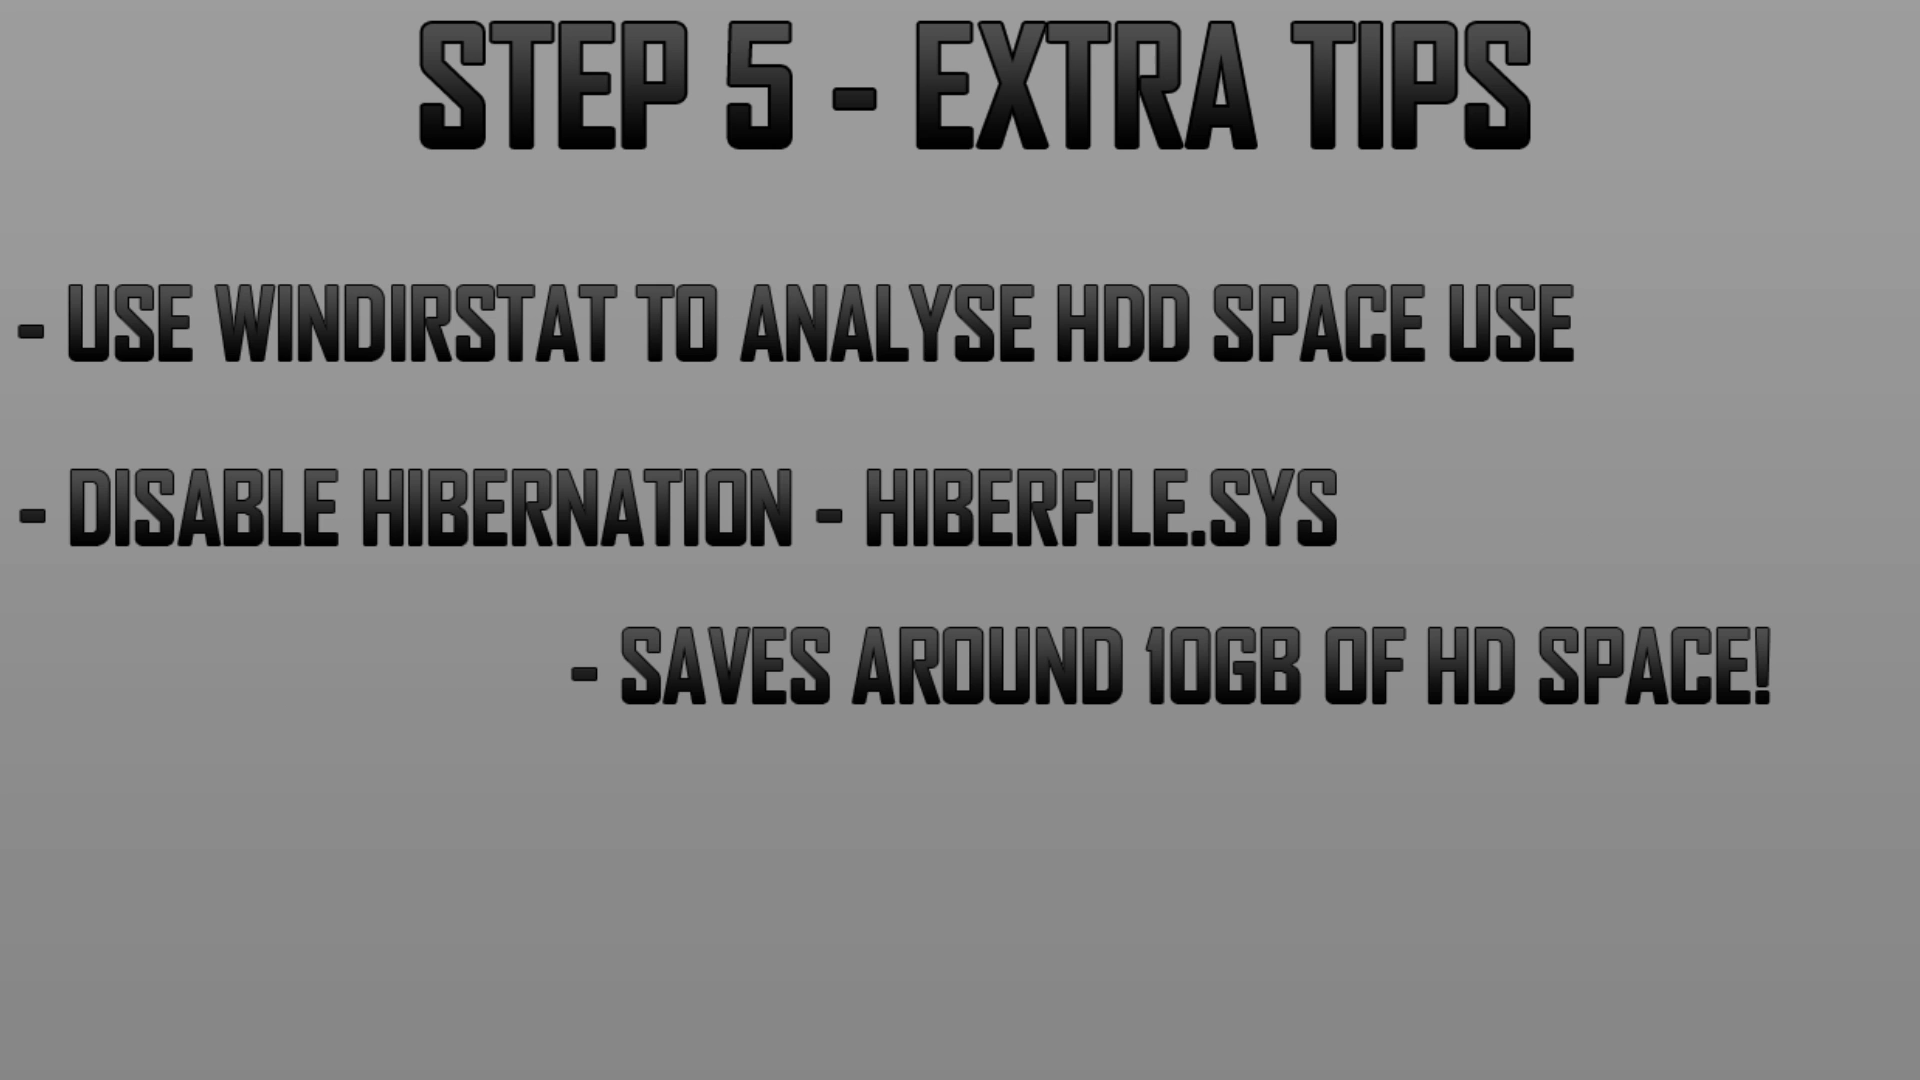 STEP 5 - EXTRA TIPS
- USE WINDIRSTAT TO ANALYSE HDD SPACE USE
- DISABLE HIBERNATION - HIBERFILE.SYS
- SAVES AROUND 10GB OF HD SPACE!